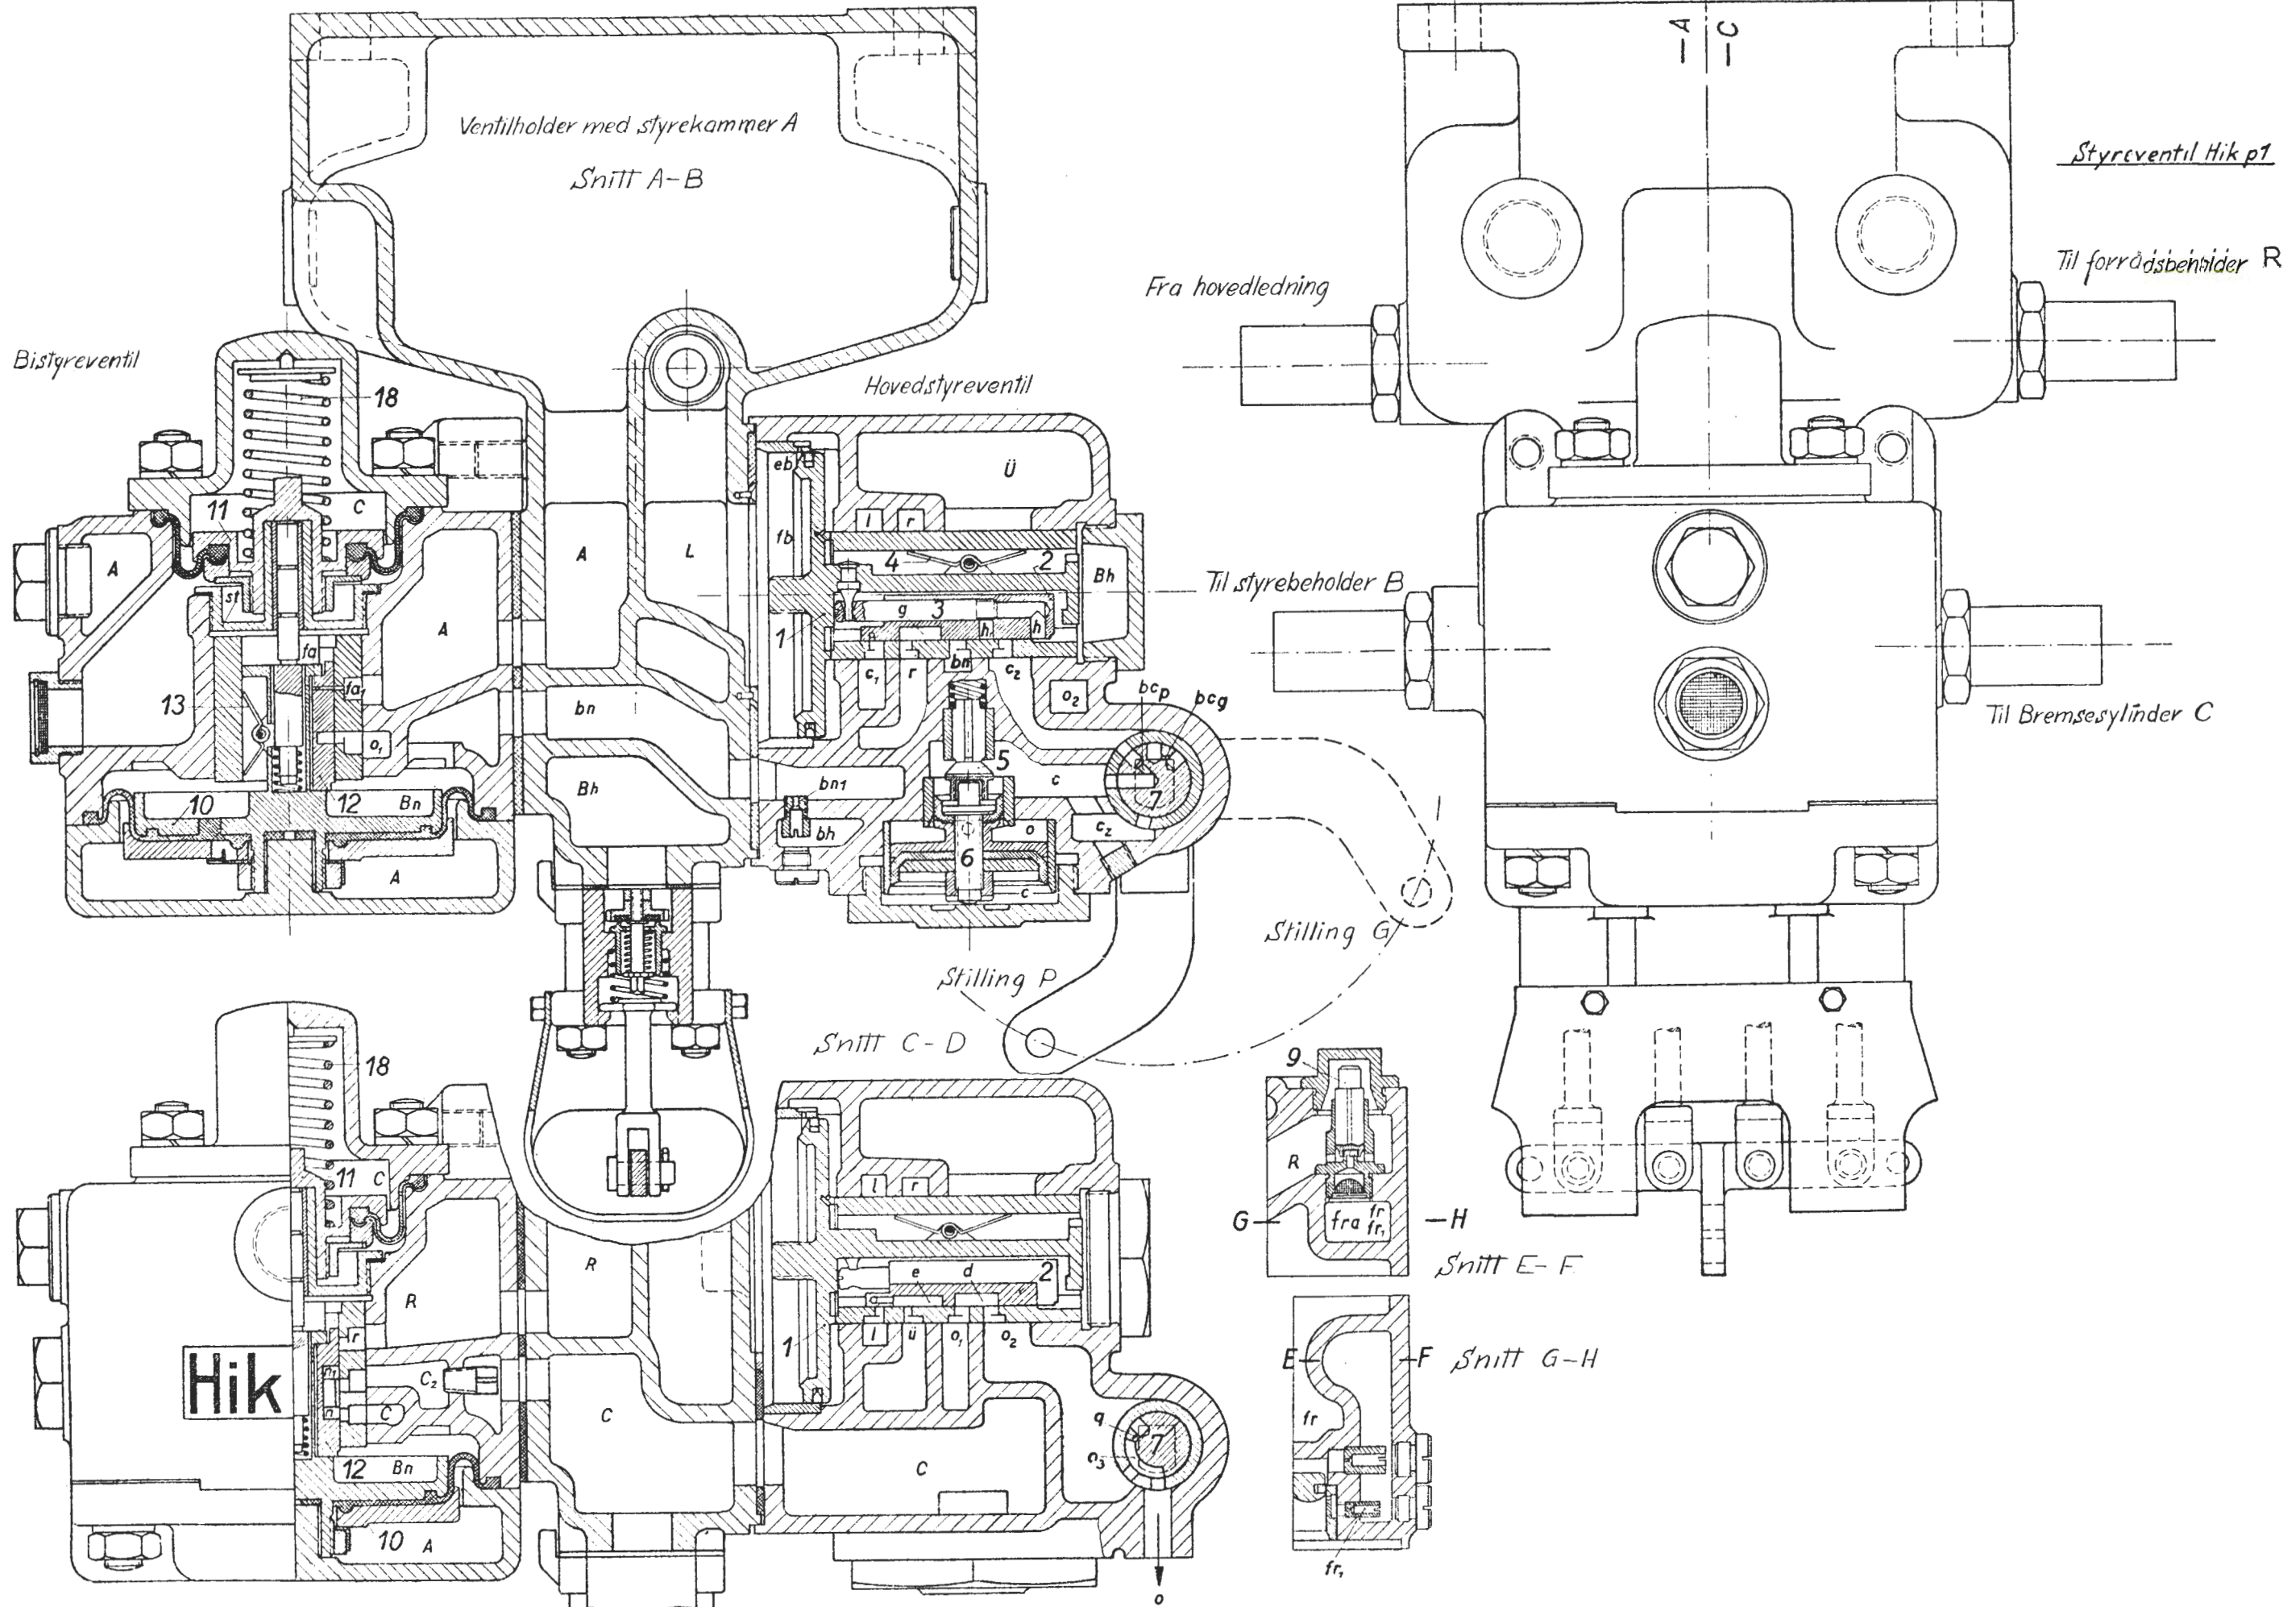 Ventilholder med styrekammer A
Snitt A-B
A
C
Styreventil Hik p1
Fra hovedledning
Til forrådsbeholder R
Bistyreventil
Hovedstyreventil
18
11
C
A
st
A
fa
fa1
13
o1
10
12
Bn
A
A
L
bn
Bh
eb
fb
Ü
l
r
4
2
Bh
g
3
h1
h
1
c1
r
bn
c2
o2
bcp
bcg
5
c
7
bn1
bh
o
c2
6
c
Til styrebeholder B
Til Bremsesylinder C
Stilling G
Stilling P
Snitt C-D
18
11
C
R
r
n1
n
C2
C
Hik
12
Bn
10
A
R
C
l
r
e
d
2
1
l
ü
o1
o2
C
q
7
o3
o
9
R
fra fr
fr1
G
H
Snitt E-F
E
F
Snitt G-H
fr
fr1